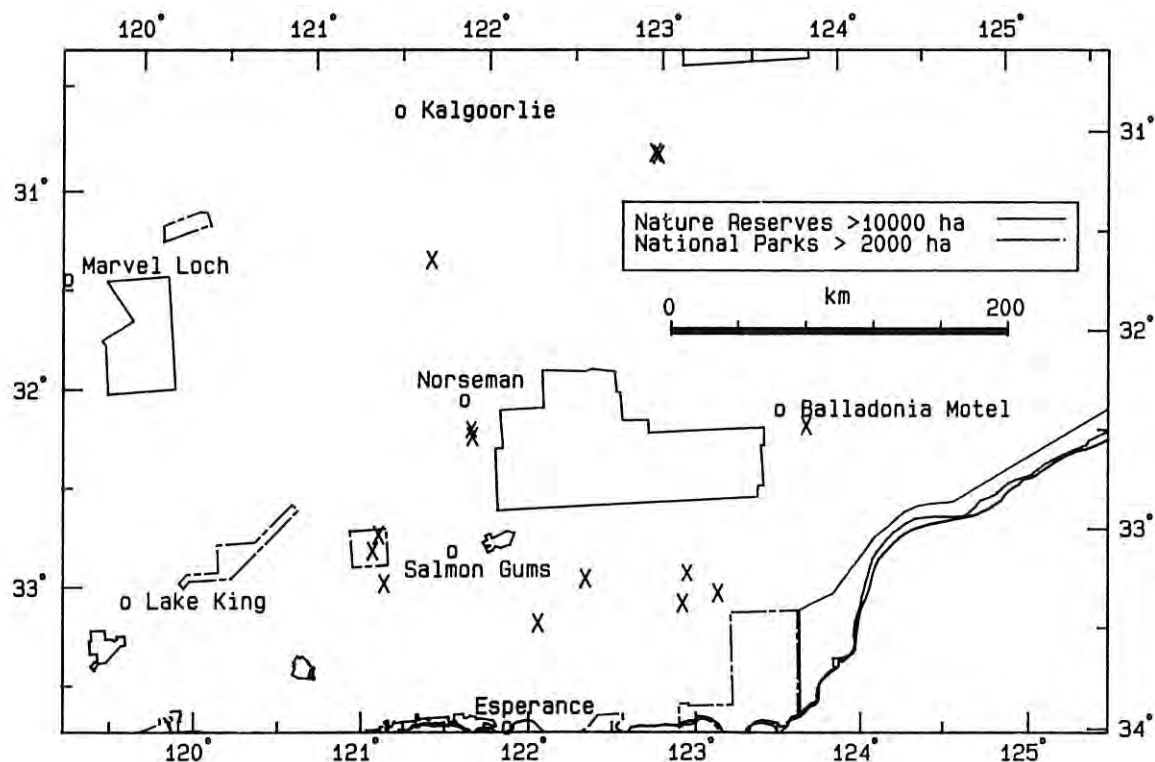 120° 121° 122° 123° 124° 125°
Kalgoorlie
31°
31°
Nature Reserves >10000 ha
National Parks > 2000 ha
Marvel Loch
km
0 200
32°
32°
Norseman
Balladonia Motel
33°
Salmon Gums
33°
Lake King
Esperance
34°
120° 121° 122° 123° 124° 125°